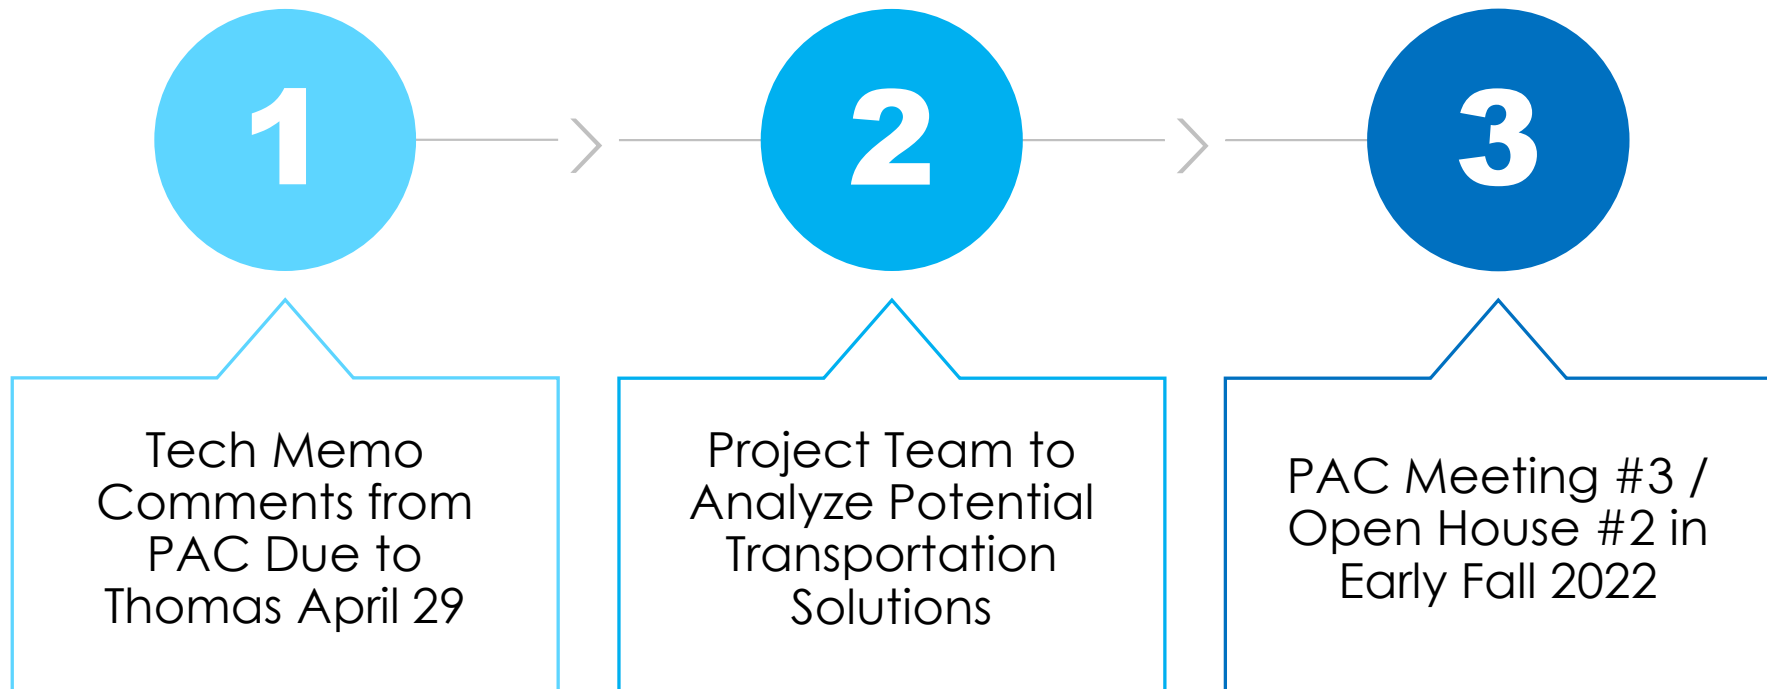 1
2
3
Tech Memo
Comments from
PAC Due to
Thomas April 29
Project Team to
Analyze Potential
Transportation
Solutions
PAC Meeting #3 /
Open House #2 in
Early Fall 2022